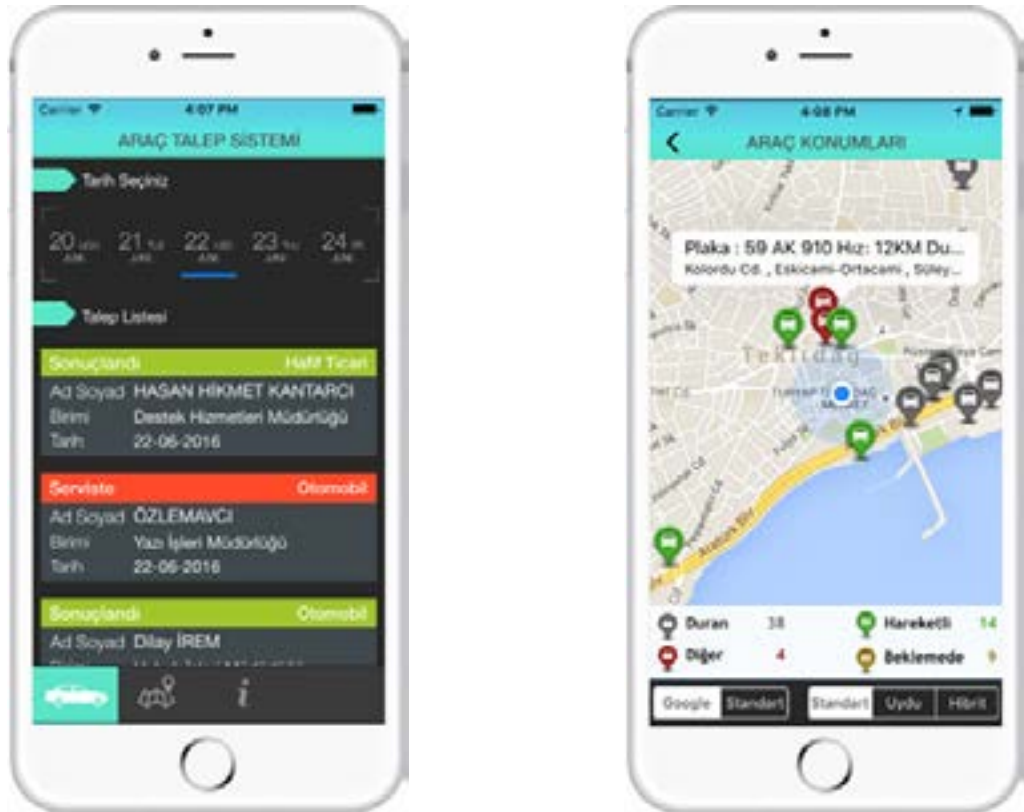 Carrier 4:07 PM
ARAÇ TALEP SİSTEMİ
Tarih Seçiniz
20 21 22 23 24
Talep Listesi
Sonuçlandı Hafif Ticari
Ad Soyad HASAN HİKMET KANTARCI
Birimi Destek Hizmetleri Müdürlüğü
Tarih 22-06-2016
Serviste Otomobil
Ad Soyad ÖZLEMAVCI
Birimi Yazı İşleri Müdürlüğü
Tarih 22-06-2016
Sonuçlandı Otomobil
Ad Soyad Dilay İREM
i
Carrier 4:08 PM
ARAÇ KONUMLARI
Plaka : 59 AK 910 Hız: 12KM Du...
Kolordu Cd. , Eskicami-Ortacami , Süley...
Tekirdağ
Atatürk Blv
Duran 38 Hareketli 14
Diğer 4 Beklemede 9
Google Standart Standart Uydu Hibrit